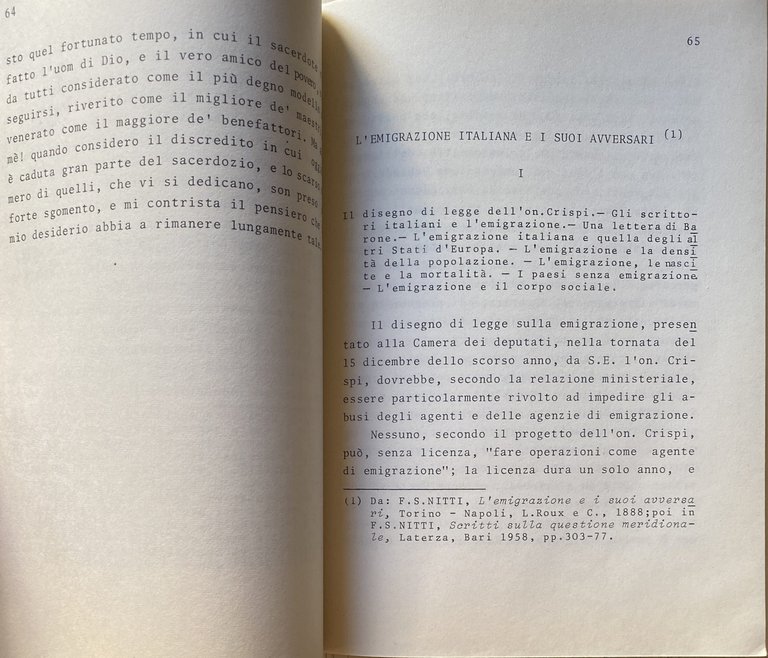 64
sto quel fortunato tempo, in cui il sacerdote
fatto l'uom di Dio, e il vero amico del povero,
da tutti considerato come il più degno modello
seguirsi, riverito come il migliore de' maestri
venerato come il maggiore de' benefattori. Ma
mè! quando considero il discredito in cui
è caduta gran parte del sacerdozio, e lo scarso
mero di quelli, che vi si dedicano, son preso
forte sgomento, e mi contrista il pensiero che
mio desiderio abbia a rimanere lungamente
65
L'EMIGRAZIONE ITALIANA E I SUOI AVVERSARI (1)
I
Il disegno di legge dell'on.Crispi.— Gli scritto-
ri italiani e l'emigrazione.— Una lettera di Ba
rone.— L'emigrazione italiana e quella degli al
tri Stati d'Europa. — L'emigrazione e la densi
tà della popolazione. — L'emigrazione, le nasci
te e la mortalità. — I paesi senza emigrazione.
— L'emigrazione e il corpo sociale.
Il disegno di legge sulla emigrazione, presen
tato alla Camera dei deputati, nella tornata del
15 dicembre dello scorso anno, da S.E. l'on. Cri-
spi, dovrebbe, secondo la relazione ministeriale,
essere particolarmente rivolto ad impedire gli a-
busi degli agenti e delle agenzie di emigrazione.
Nessuno, secondo il progetto dell'on. Crispi,
può, senza licenza, "fare operazioni come agente
di emigrazione"; la licenza dura un solo anno, e
(1) Da: F.S.NITTI, L'emigrazione e i suoi avversa
ri, Torino - Napoli, L.Roux e C., 1888;poi in
F.S.NITTI, Scritti sulla questione meridiona-
le, Laterza, Bari 1958, pp.303-77.